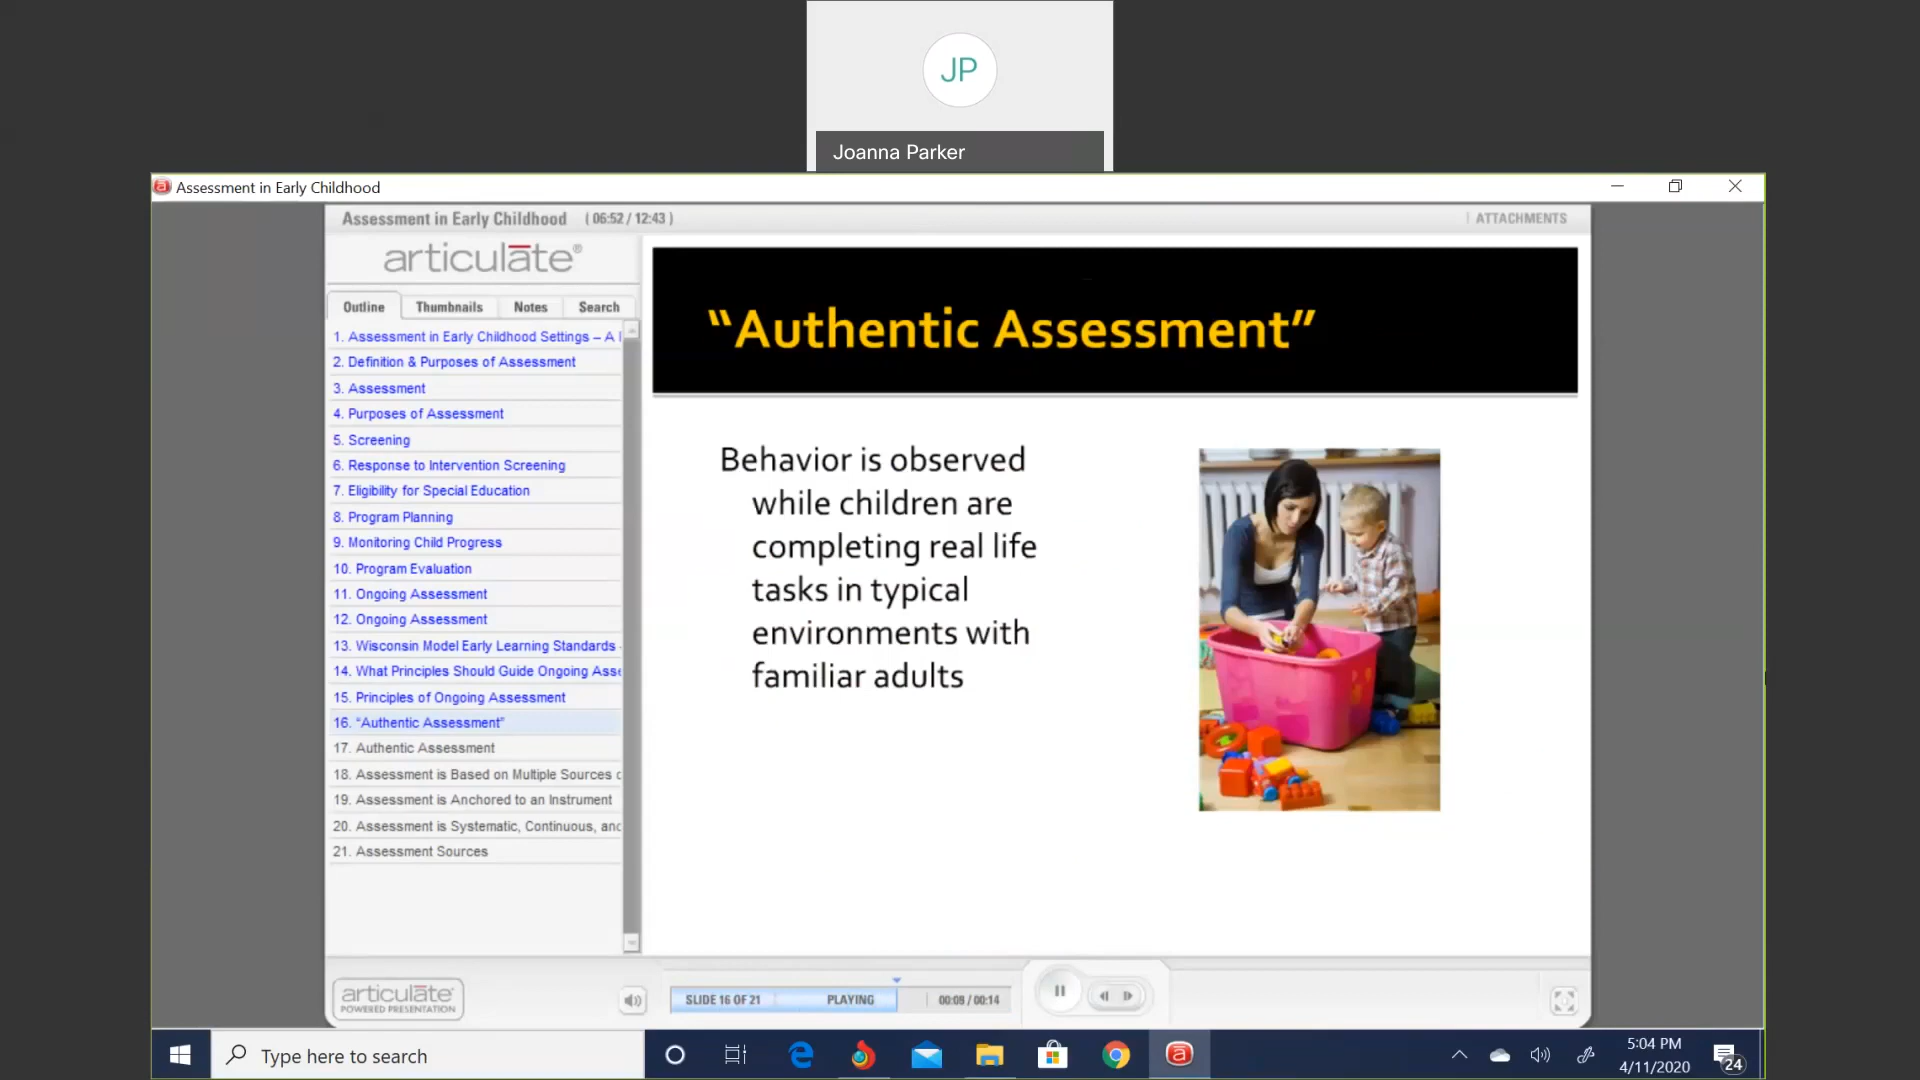 JP
Joanna Parker
Assessment in Early Childhood
Assessment in Early Childhood ( 06:52 / 12:43 )
ATTACHMENTS
articulate®
Outline Thumbnails Notes Search
1. Assessment in Early Childhood Settings – A
2. Definition & Purposes of Assessment
3. Assessment
4. Purposes of Assessment
5. Screening
6. Response to Intervention Screening
7. Eligibility for Special Education
8. Program Planning
9. Monitoring Child Progress
10. Program Evaluation
11. Ongoing Assessment
12. Ongoing Assessment
13. Wisconsin Model Early Learning Standards
14. What Principles Should Guide Ongoing Asse
15. Principles of Ongoing Assessment
16. “Authentic Assessment”
17. Authentic Assessment
18. Assessment is Based on Multiple Sources
19. Assessment is Anchored to an Instrument
20. Assessment is Systematic, Continuous, and
21. Assessment Sources
“Authentic Assessment”
Behavior is observed
while children are
completing real life
tasks in typical
environments with
familiar adults
articulate®
POWERED PRESENTATION
SLIDE 16 OF 21 PLAYING 00:09 / 00:14
Type here to search
5:04 PM
4/11/2020
24